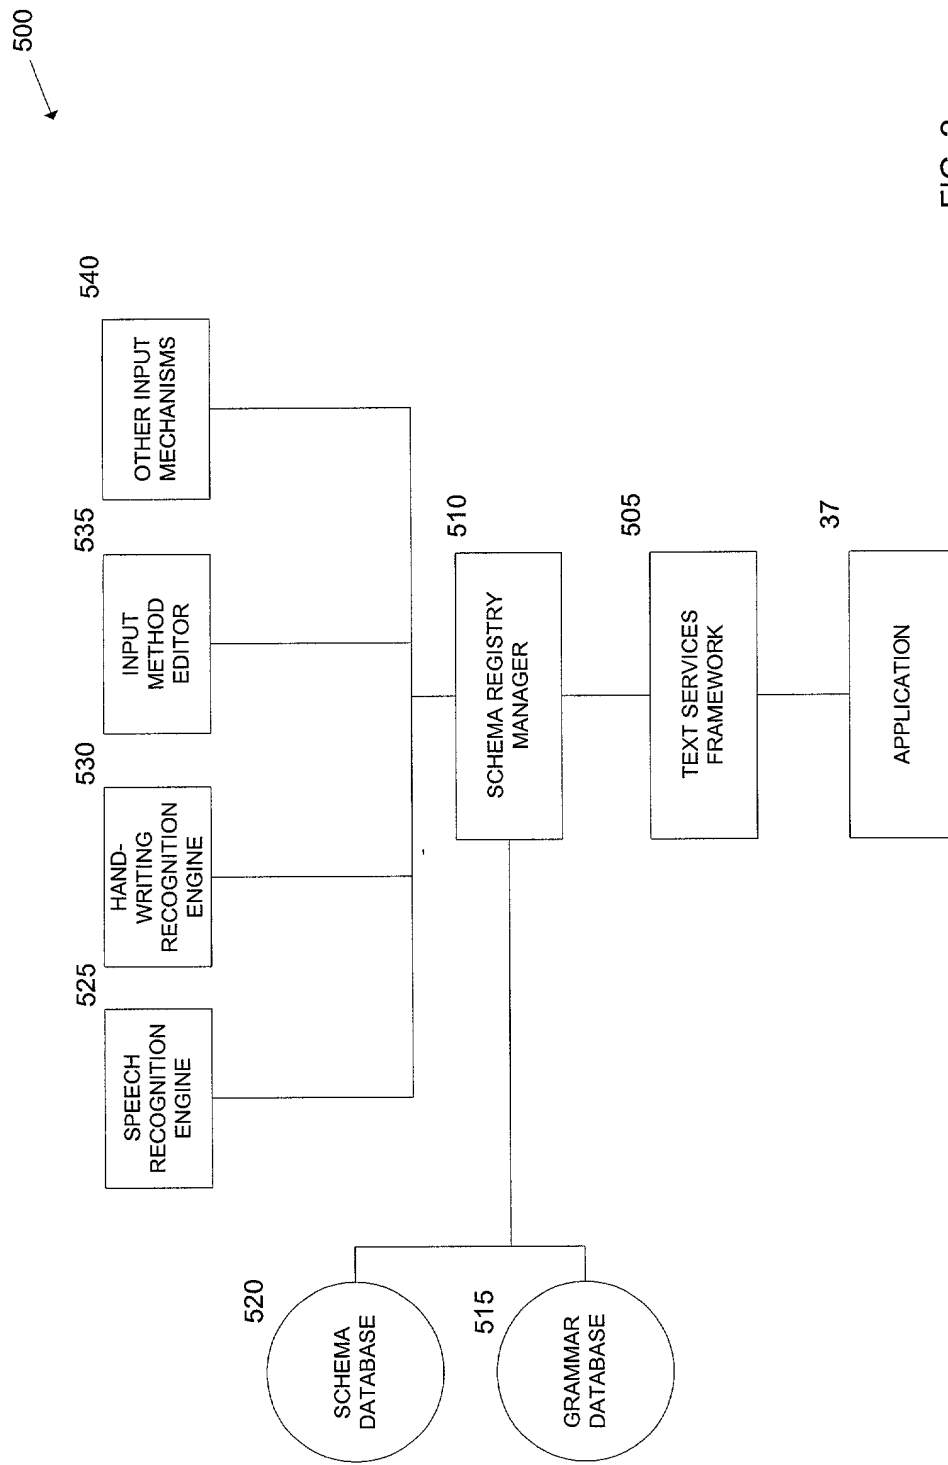 500
525
530
535
540
SPEECH
RECOGNITION
ENGINE
HAND-
WRITING
RECOGNITION
ENGINE
INPUT
METHOD
EDITOR
OTHER INPUT
MECHANISMS
520
SCHEMA
DATABASE
510
SCHEMA REGISTRY
MANAGER
515
GRAMMAR
DATABASE
505
TEXT SERVICES
FRAMEWORK
37
APPLICATION
FIG.